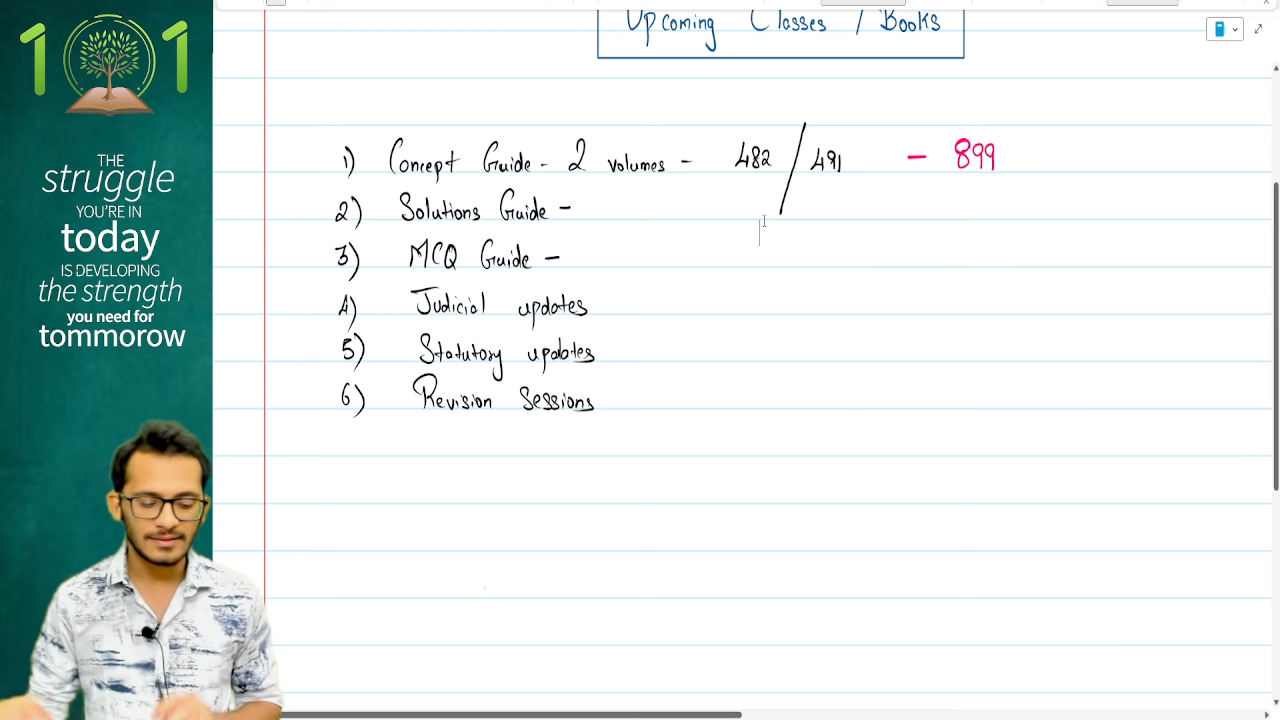 101
THE
struggle
YOU'RE IN
today
IS DEVELOPING
the strength
you need for
tommorow
Upcoming Classes / Books
1) Concept Guide - 2 volumes - 482 / 491 - 899
2) Solutions Guide -
3) MCQ Guide -
4) Judicial updates
5) Statutory updates
6) Revision Sessions